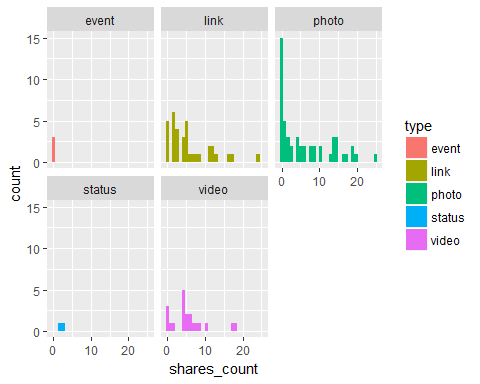 event link photo
15
10
5
0
count
type
event
link
photo
status
video
0 10 20
status video
15
10
5
0
0 10 20 0 10 20
shares_count